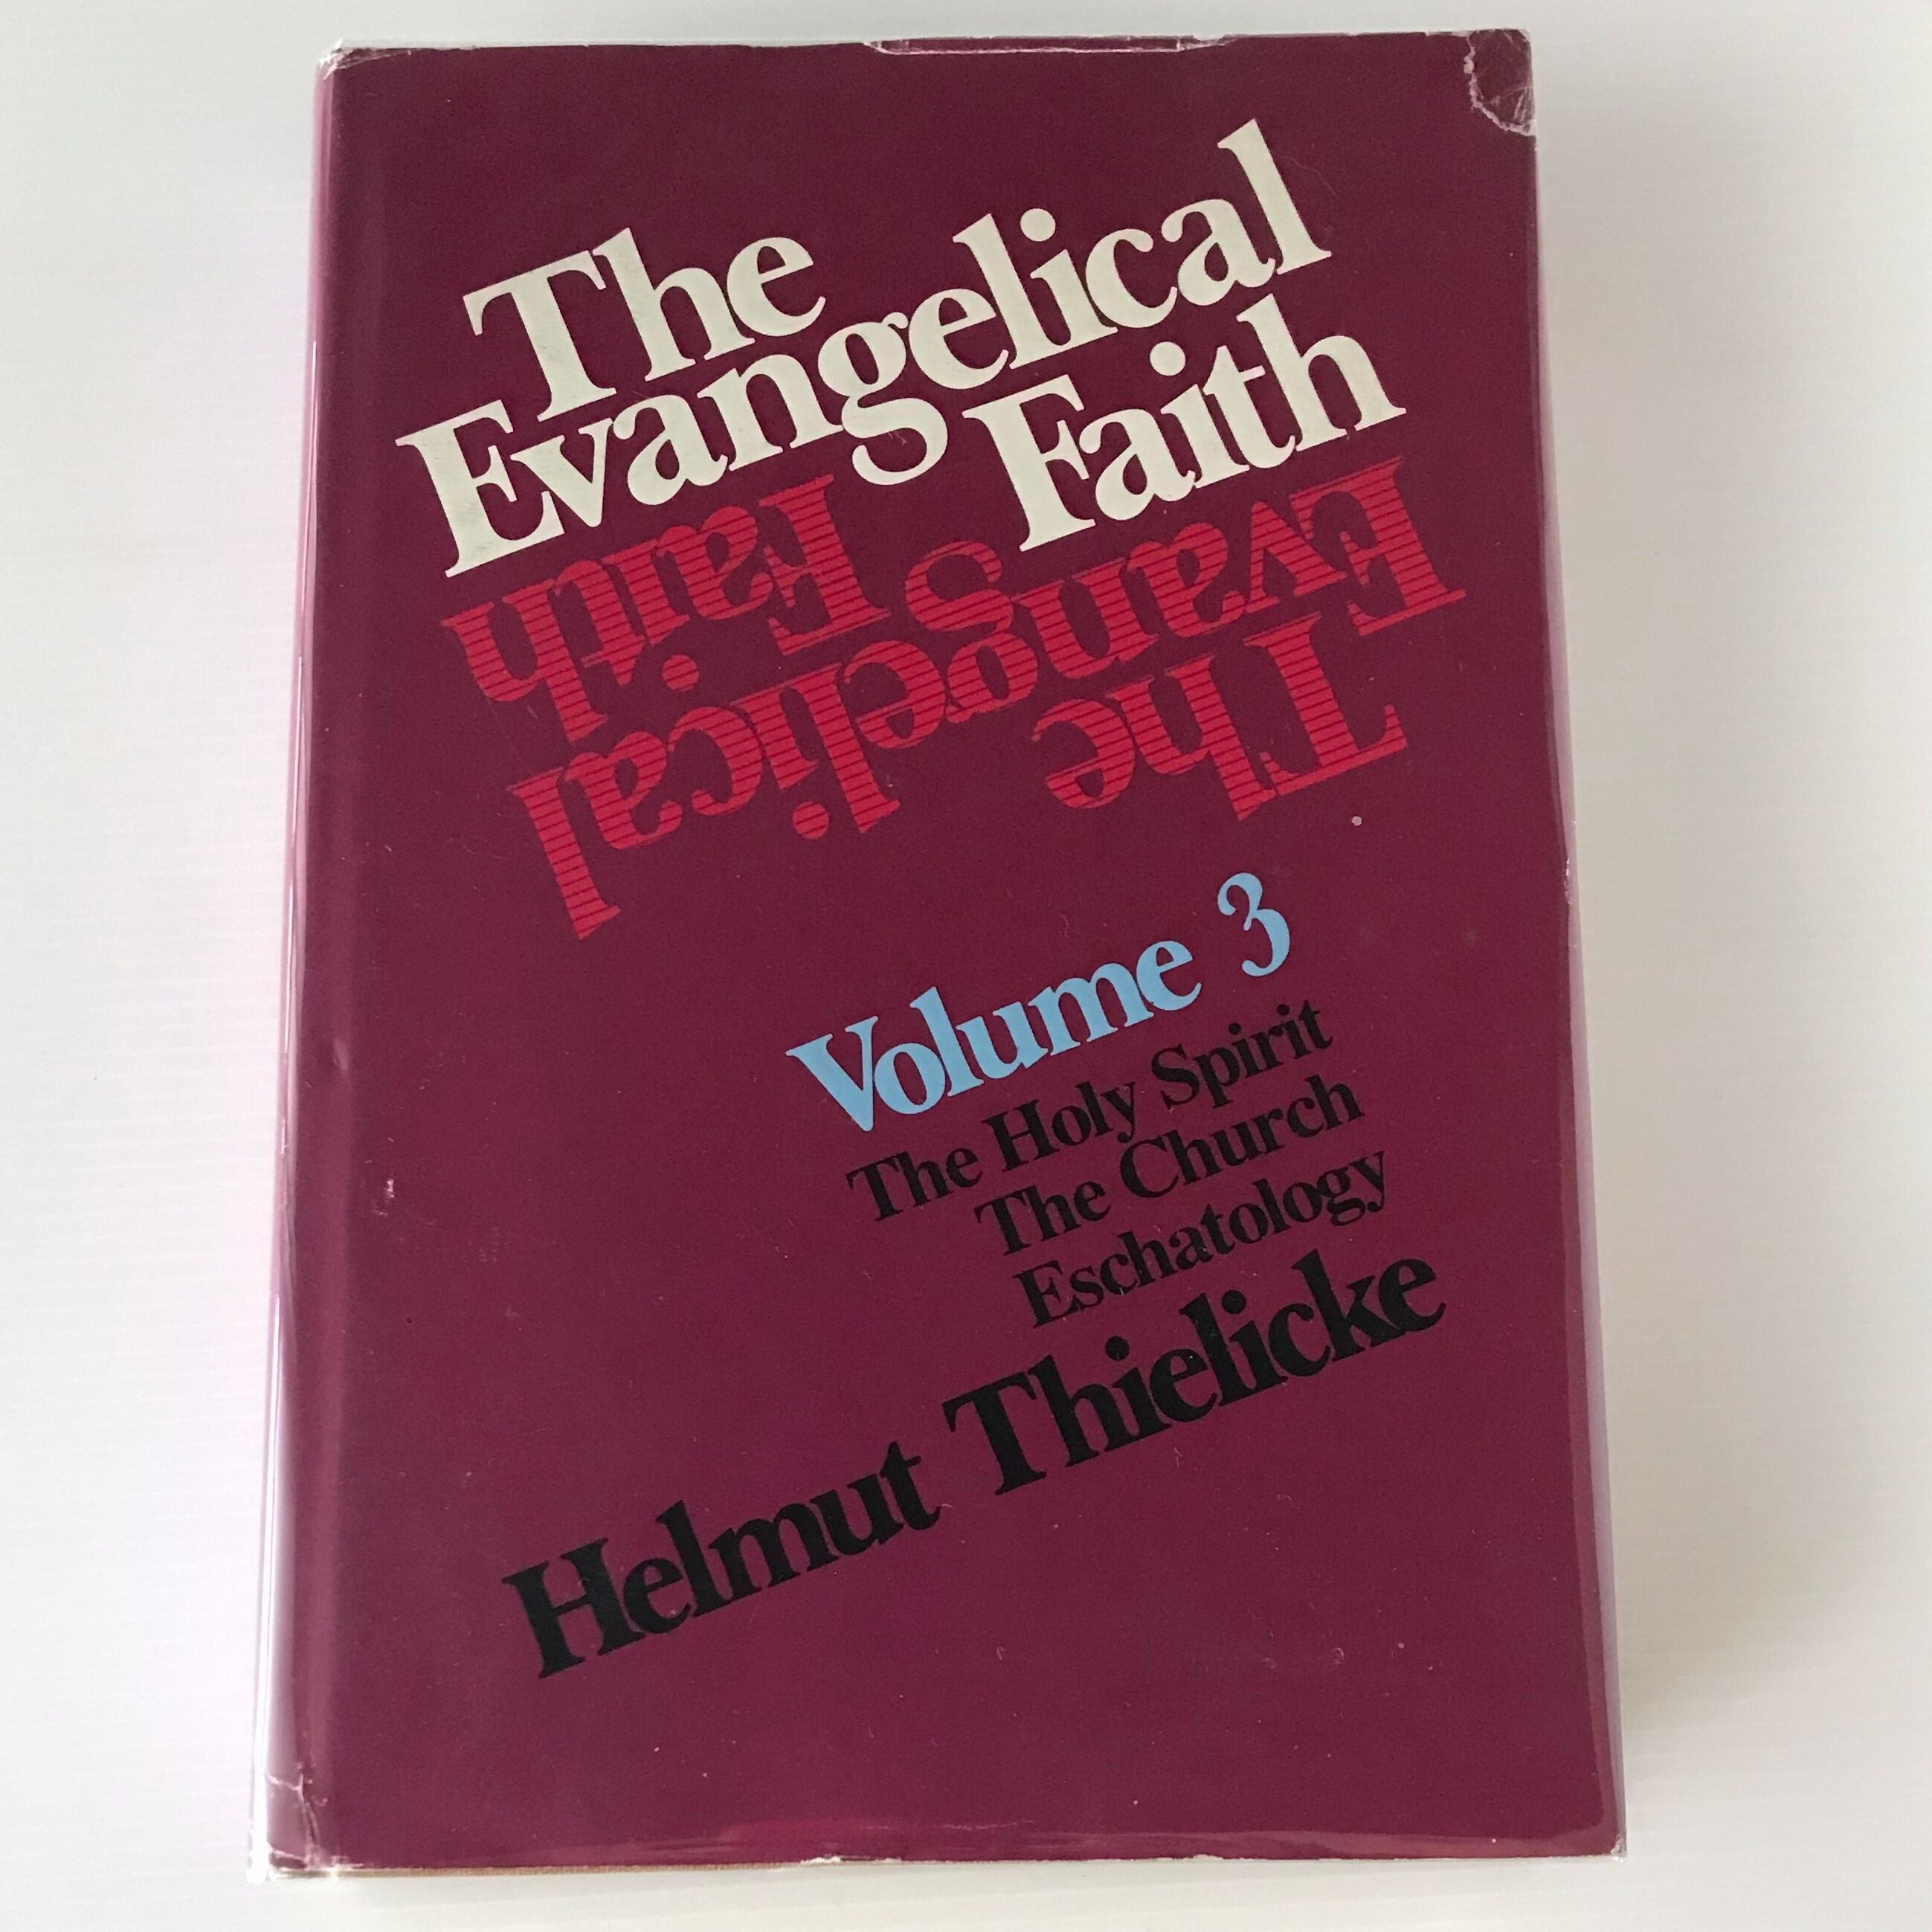 The
Evangelical
Faith
The
Evangelical
Faith
Volume 3
The Holy Spirit
The Church
Eschatology
Helmut Thielicke